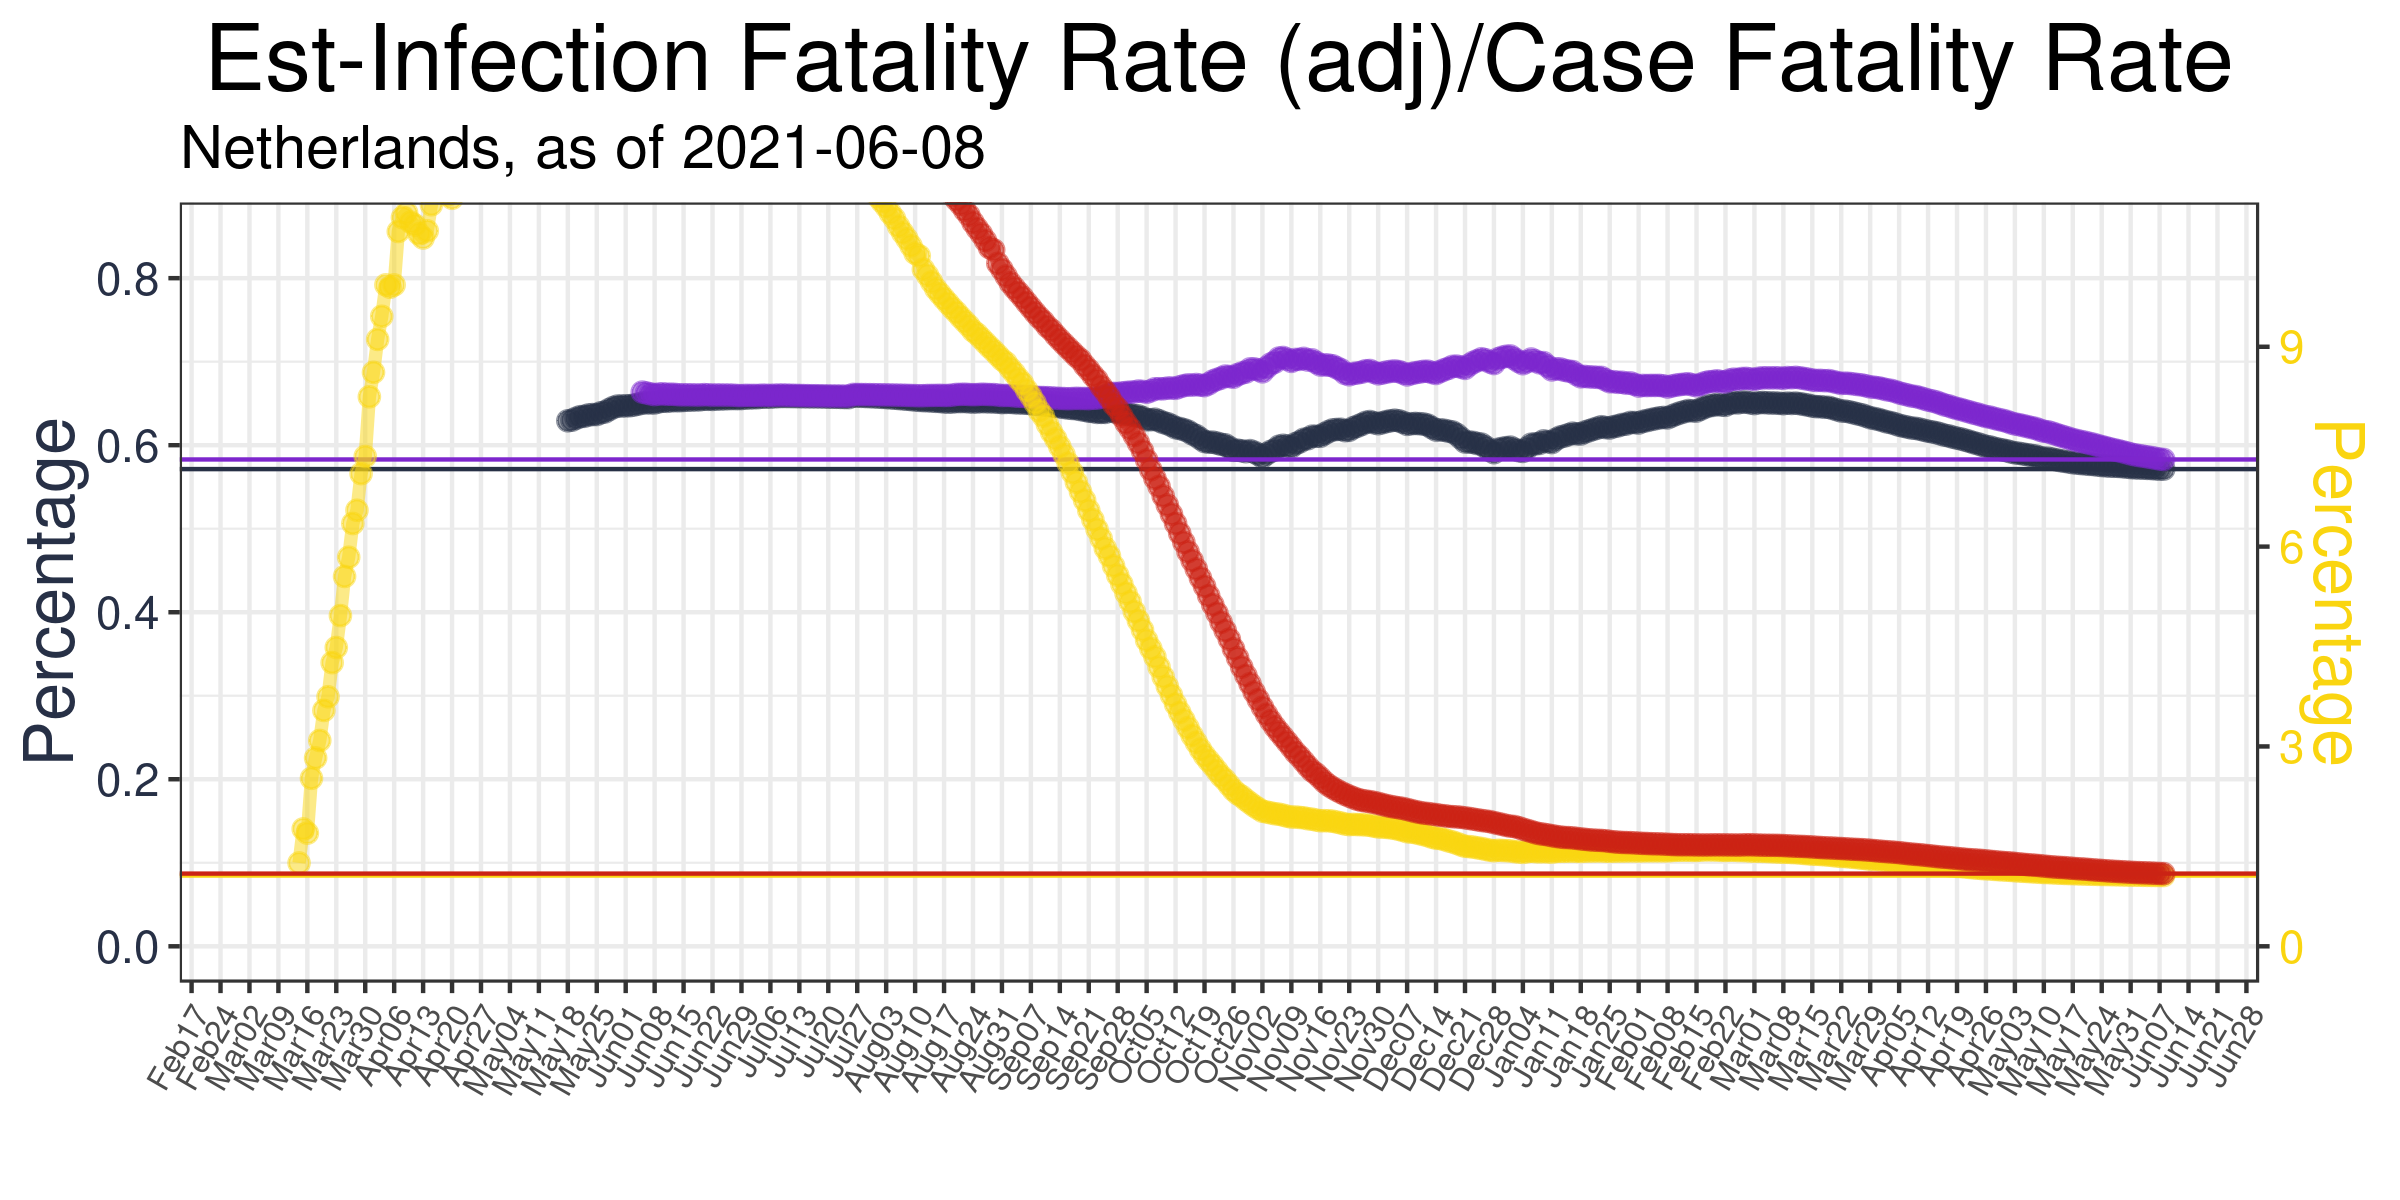 Est-Infection Fatality Rate (adj)/Case Fatality Rate
Netherlands, as of 2021-06-08
Percentage
0.8
0.6
0.4
0.2
0.0
9
6
3
0
Percentage
Feb17
Feb24
Mar02
Mar09
Mar16
Mar23
Mar30
Apr06
Apr13
Apr20
Apr27
May04
May11
May18
May25
Jun01
Jun08
Jun15
Jun22
Jun29
Jul06
Jul13
Jul20
Jul27
Aug03
Aug10
Aug17
Aug24
Aug31
Sep07
Sep14
Sep21
Sep28
Oct05
Oct12
Oct19
Oct26
Nov02
Nov09
Nov16
Nov23
Nov30
Dec07
Dec14
Dec21
Dec28
Jan04
Jan11
Jan18
Jan25
Feb01
Feb08
Feb15
Feb22
Mar01
Mar08
Mar15
Mar22
Mar29
Apr05
Apr12
Apr19
Apr26
May03
May10
May17
May24
May31
May07
Jun14
Jun21
Jun28